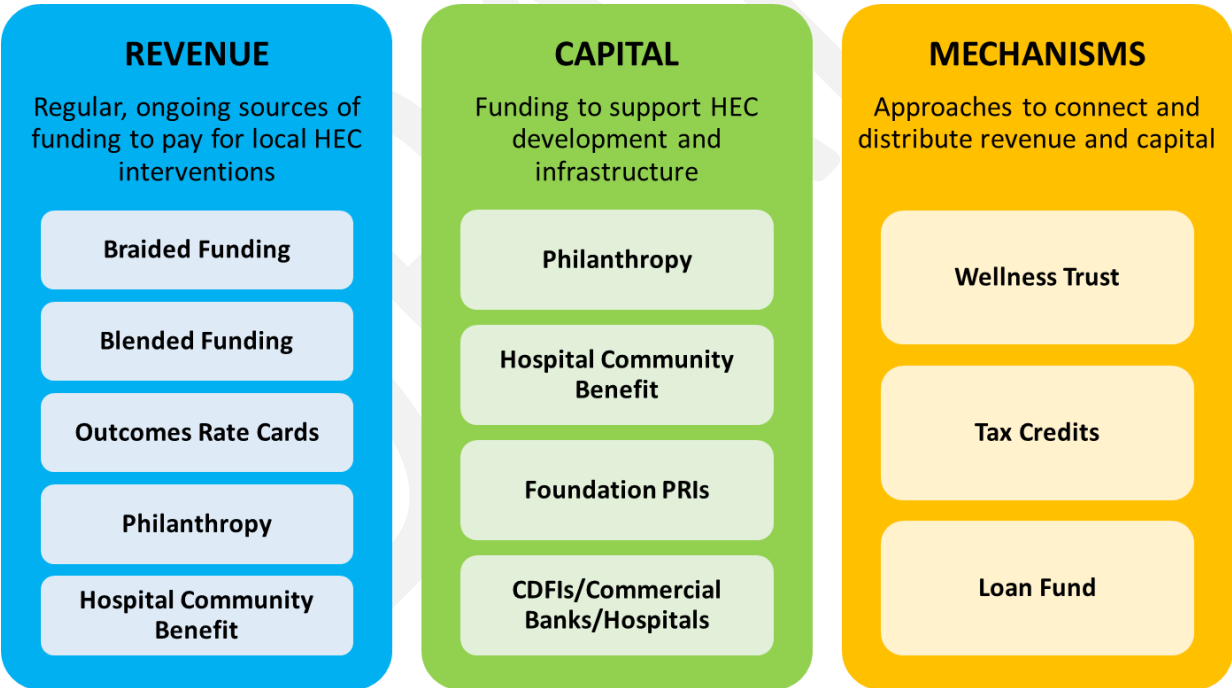 REVENUE
Regular, ongoing sources of
funding to pay for local HEC
interventions
Braided Funding
Blended Funding
Outcomes Rate Cards
Philanthropy
Hospital Community
Benefit
CAPITAL
Funding to support HEC
development and
infrastructure
Philanthropy
Hospital Community
Benefit
Foundation PRIs
CDFIs/Commercial
Banks/Hospitals
MECHANISMS
Approaches to connect and
distribute revenue and capital
Wellness Trust
Tax Credits
Loan Fund